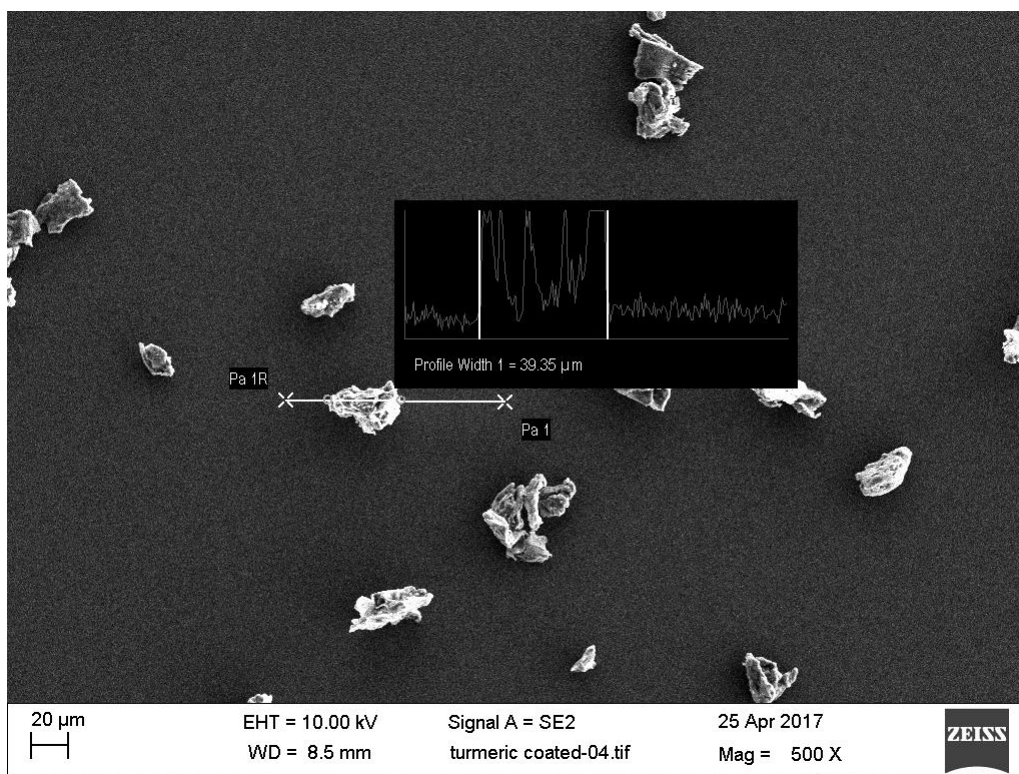 Profile Width 1 = 39.35 µm
Pa 1R
Pa 1
20 µm
EHT = 10.00 kV
Signal A = SE2
25 Apr 2017
WD = 8.5 mm
turmeric coated-04.tif
Mag = 500 X
ZEISS